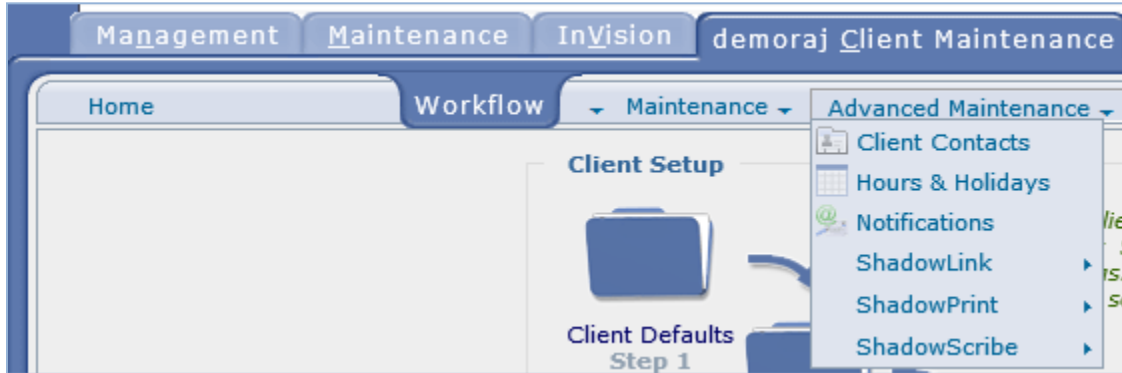 Management Maintenance InVision demoraj Client Maintenance
Home Workflow Maintenance Advanced Maintenance
Client Contacts
Client Setup
Hours & Holidays
Notifications
ShadowLink
ShadowPrint
Client Defaults
ShadowScribe
Step 1